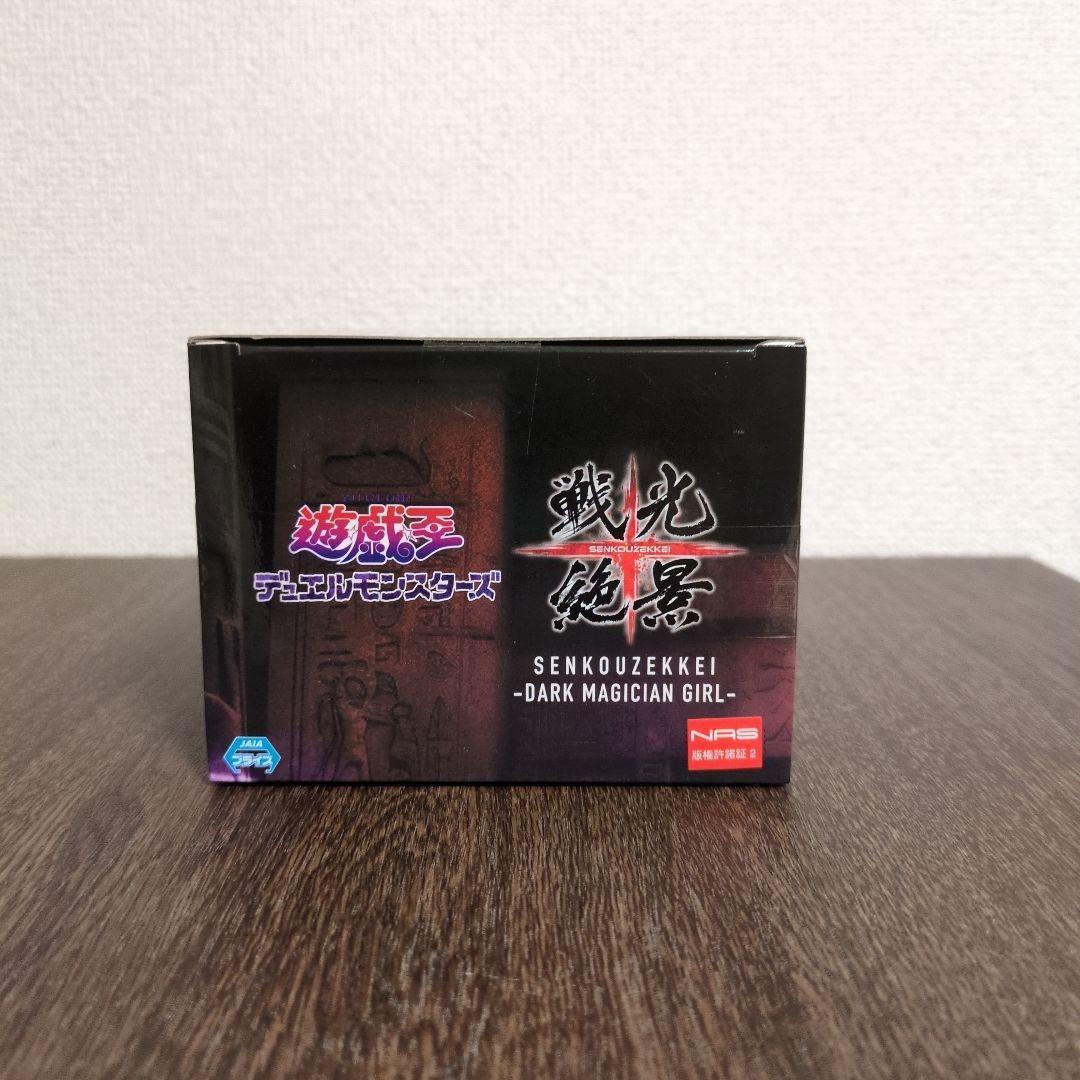 YU-GI-OH!
遊戯王
デュエルモンスターズ
戦光
SENKOUZEKKEI
絶景
SENKOUZEKKEI
-DARK MAGICIAN GIRL-
JAIA
プライズ
NAS
版権許諾証 2